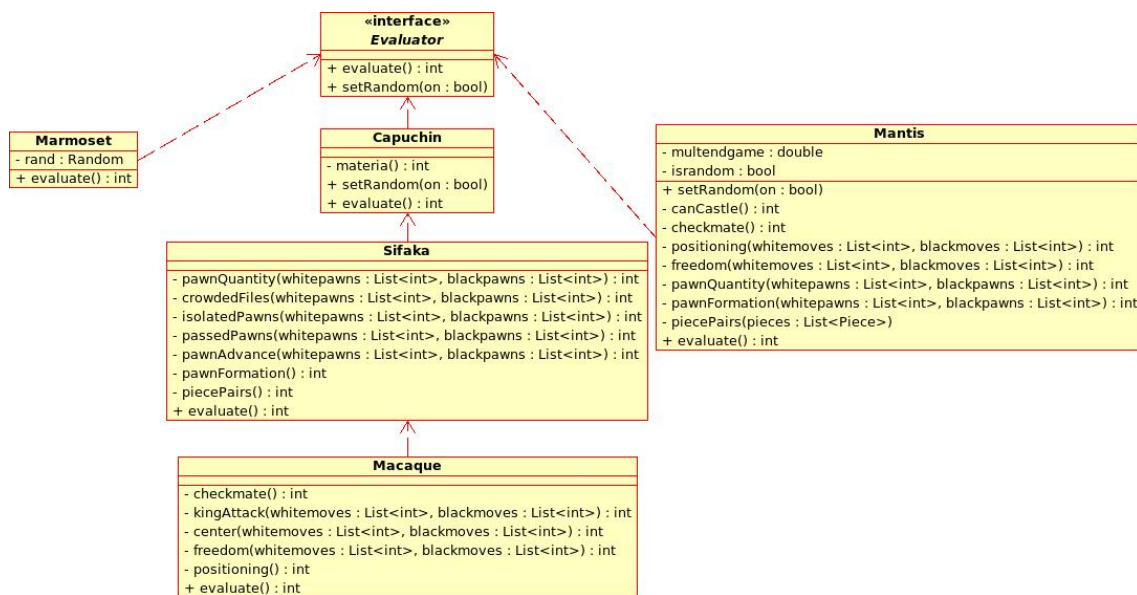 «interface»
Evaluator
+ evaluate() : int
+ setRandom(on : bool)
Marmoset
- rand : Random
+ evaluate() : int
Capuchin
- materia() : int
+ setRandom(on : bool)
+ evaluate() : int
Mantis
- multendgame : double
- israndom : bool
+ setRandom(on : bool)
- canCastle() : int
- checkmate() : int
- positioning(whitemoves : List<int>, blackmoves : List<int>) : int
- freedom(whitemoves : List<int>, blackmoves : List<int>) : int
- pawnQuantity(whitepawns : List<int>, blackpawns : List<int>) : int
- pawnFormation(whitepawns : List<int>, blackpawns : List<int>) : int
- piecePairs(pieces : List<Piece>)
+ evaluate() : int
Sifaka
- pawnQuantity(whitepawns : List<int>, blackpawns : List<int>) : int
- crowdedFiles(whitepawns : List<int>, blackpawns : List<int>) : int
- isolatedPawns(whitepawns : List<int>, blackpawns : List<int>) : int
- passedPawns(whitepawns : List<int>, blackpawns : List<int>) : int
- pawnAdvance(whitepawns : List<int>, blackpawns : List<int>) : int
- pawnFormation() : int
- piecePairs() : int
+ evaluate() : int
Macaque
- checkmate() : int
- kingAttack(whitemoves : List<int>, blackmoves : List<int>) : int
- center(whitemoves : List<int>, blackmoves : List<int>) : int
- freedom(whitemoves : List<int>, blackmoves : List<int>) : int
- positioning() : int
+ evaluate() : int